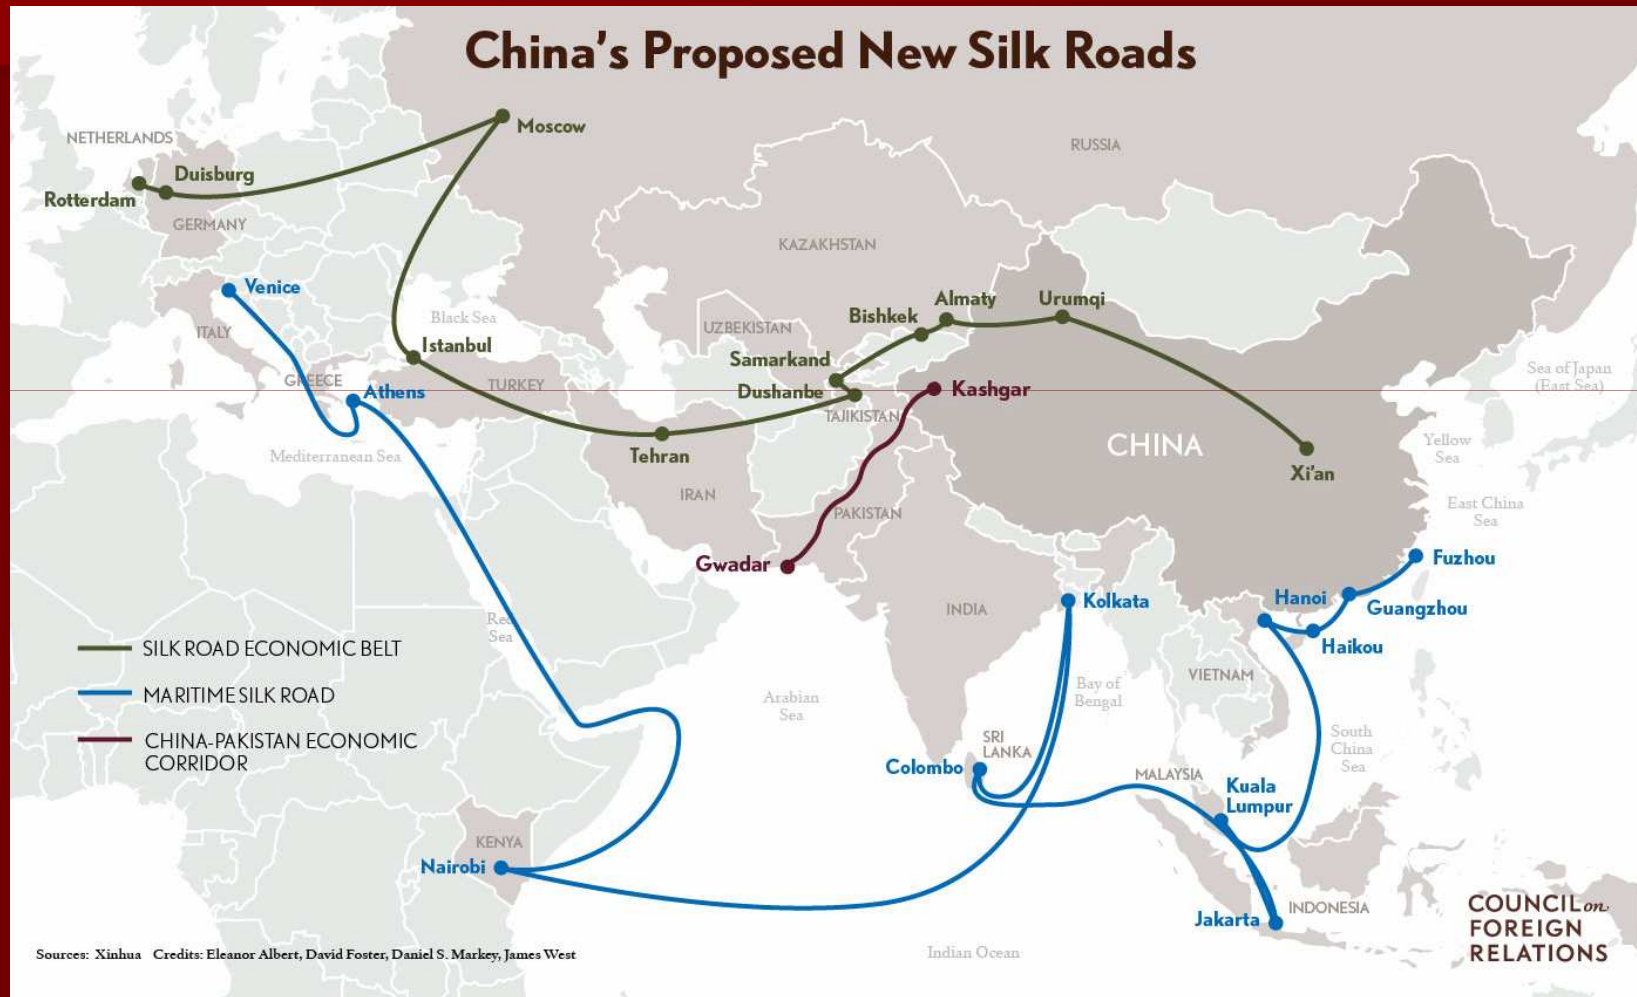 China's Proposed New Silk Roads
Moscow
NETHERLANDS
RUSSIA
Duisburg
Rotterdam
GERMANY
KAZAKHSTAN
Venice
Almaty
Urumqi
Black Sea
Bishkek
ITALY
UZBEKISTAN
Istanbul
Samarkand
Sea of Japan
(East Sea)
GREECE
TURKEY
Athens
Dushanbe
Kashgar
TAJIKISTAN
CHINA
Yellow
Sea
Mediterranean Sea
Tehran
Xi'an
IRAN
PAKISTAN
East China
Sea
Gwadar
Fuzhou
Kolkata
Hanoi
Guangzhou
INDIA
Red
Sea
Haikou
SILK ROAD ECONOMIC BELT
MARITIME SILK ROAD
CHINA-PAKISTAN ECONOMIC
CORRIDOR
VIETNAM
Arabian
Sea
Bay of
Bengal
SRI
LANKA
South
China
Sea
Colombo
MALAYSIA
Kuala
Lumpur
KENYA
Nairobi
Jakarta
INDONESIA
COUNCIL on
FOREIGN
RELATIONS
Sources: Xinhua Credits: Eleanor Albert, David Foster, Daniel S. Markey, James West
Indian Ocean